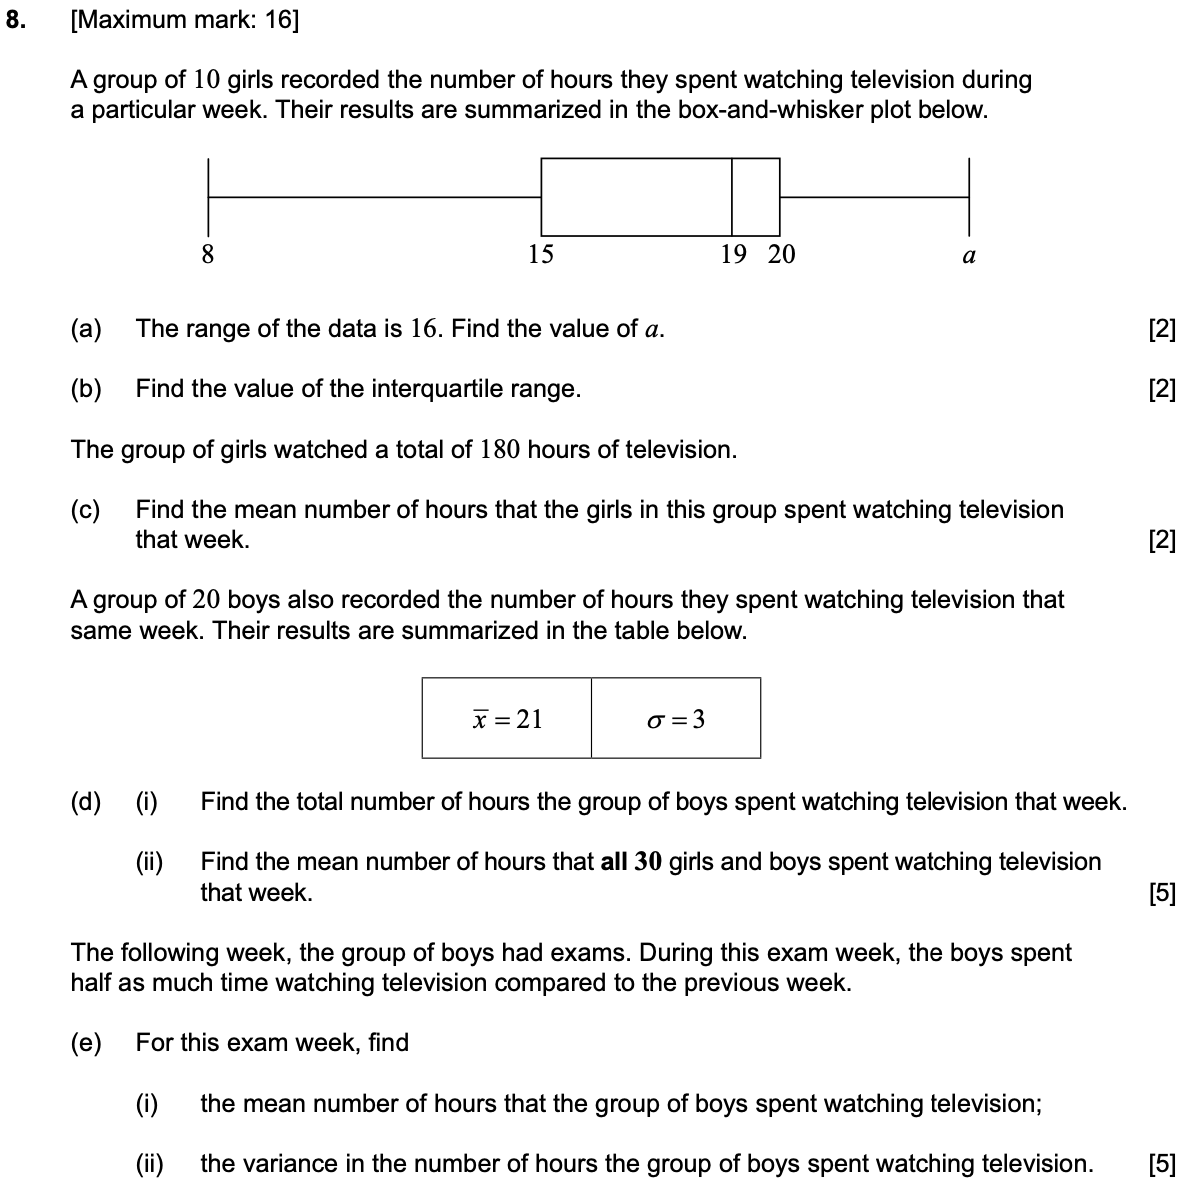 8. [Maximum mark: 16]
A group of 10 girls recorded the number of hours they spent watching television during
a particular week. Their results are summarized in the box-and-whisker plot below.
8 15 19 20 a
(a) The range of the data is 16. Find the value of a. [2]
(b) Find the value of the interquartile range. [2]
The group of girls watched a total of 180 hours of television.
(c) Find the mean number of hours that the girls in this group spent watching television
that week. [2]
A group of 20 boys also recorded the number of hours they spent watching television that
same week. Their results are summarized in the table below.
x̅ = 21 σ = 3
(d) (i) Find the total number of hours the group of boys spent watching television that week.
(ii) Find the mean number of hours that all 30 girls and boys spent watching television
that week. [5]
The following week, the group of boys had exams. During this exam week, the boys spent
half as much time watching television compared to the previous week.
(e) For this exam week, find
(i) the mean number of hours that the group of boys spent watching television;
(ii) the variance in the number of hours the group of boys spent watching television. [5]